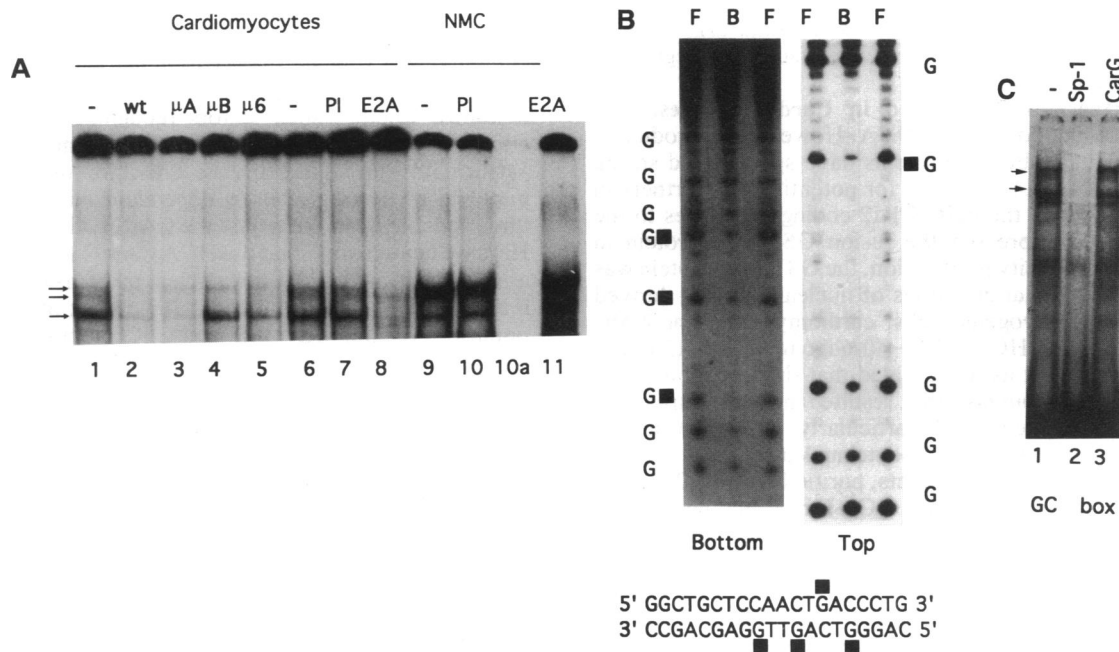 Cardiomyocytes NMC
A
- wt µA µB µ6 - PI E2A - PI E2A
1 2 3 4 5 6 7 8 9 10 10a 11
B
F B F F B F
G
G
G
G
G
G
G
G
G
G
G
G
G
Bottom Top
5' GGCTGCTCCAACTGACCCTG 3'
3' CCGACGAGGTTGACTGGGAC 5'
C
- Sp-1 CarG
1 2 3
GC box